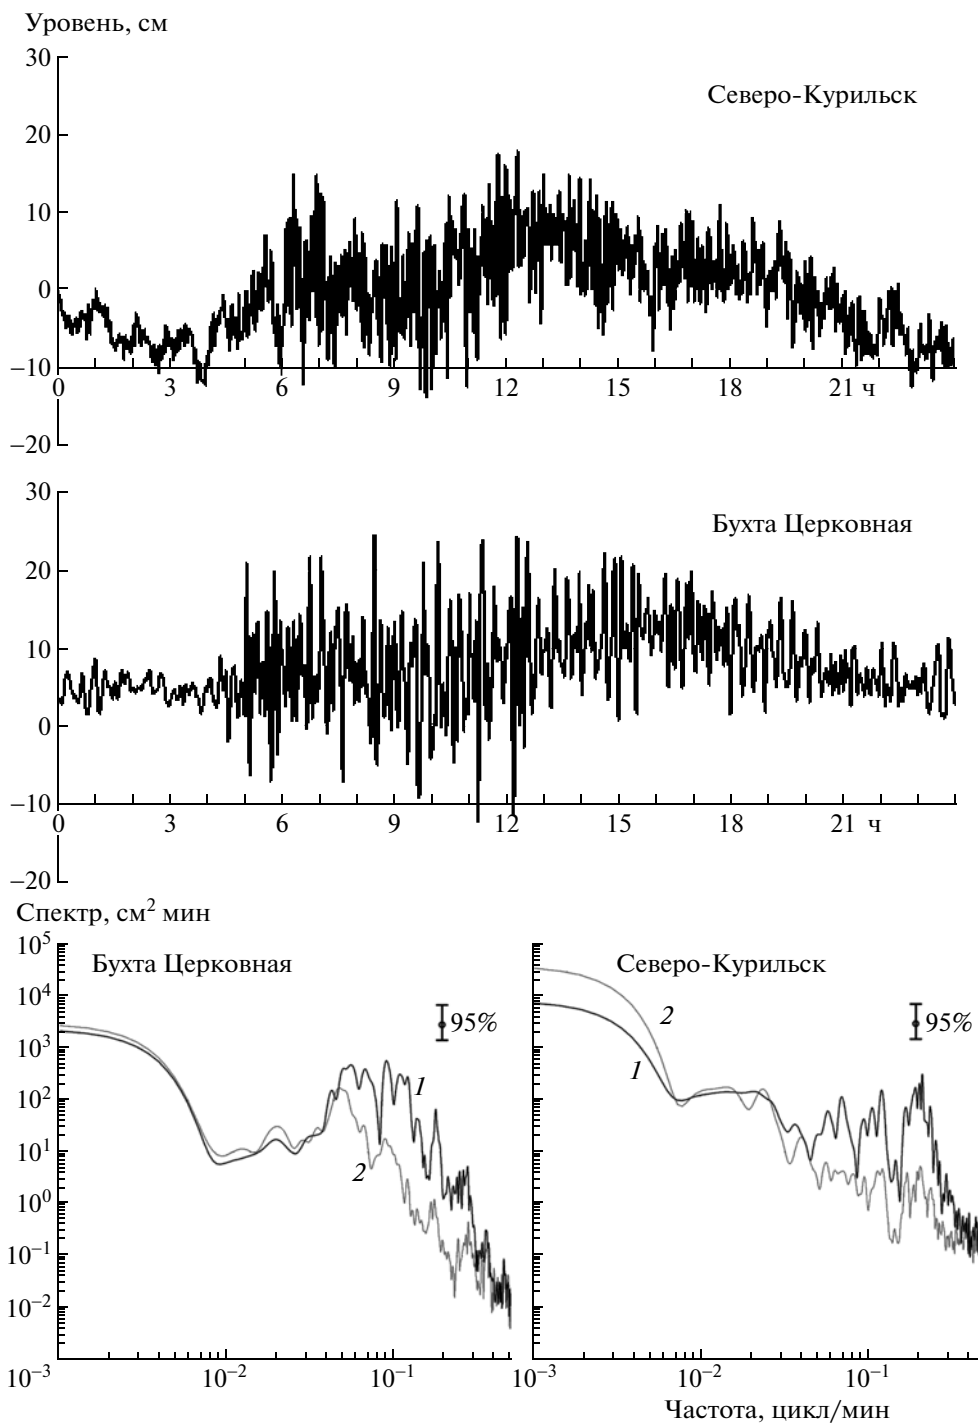 Уровень, см
30
Северо-Курильск
20
10
0
–10
0 3 6 9 12 15 18 21 ч
–20
30
Бухта Церковная
20
10
0
–10
0 3 6 9 12 15 18 21 ч
–20
Спектр, см² мин
10⁵
Бухта Церковная Северо-Курильск
10⁴
2
95% 95%
10³
1
10²
1
10¹
2
10⁰
10⁻¹
10⁻²
10⁻³ 10⁻² 10⁻¹ 10⁻³ 10⁻² 10⁻¹
Частота, цикл/мин